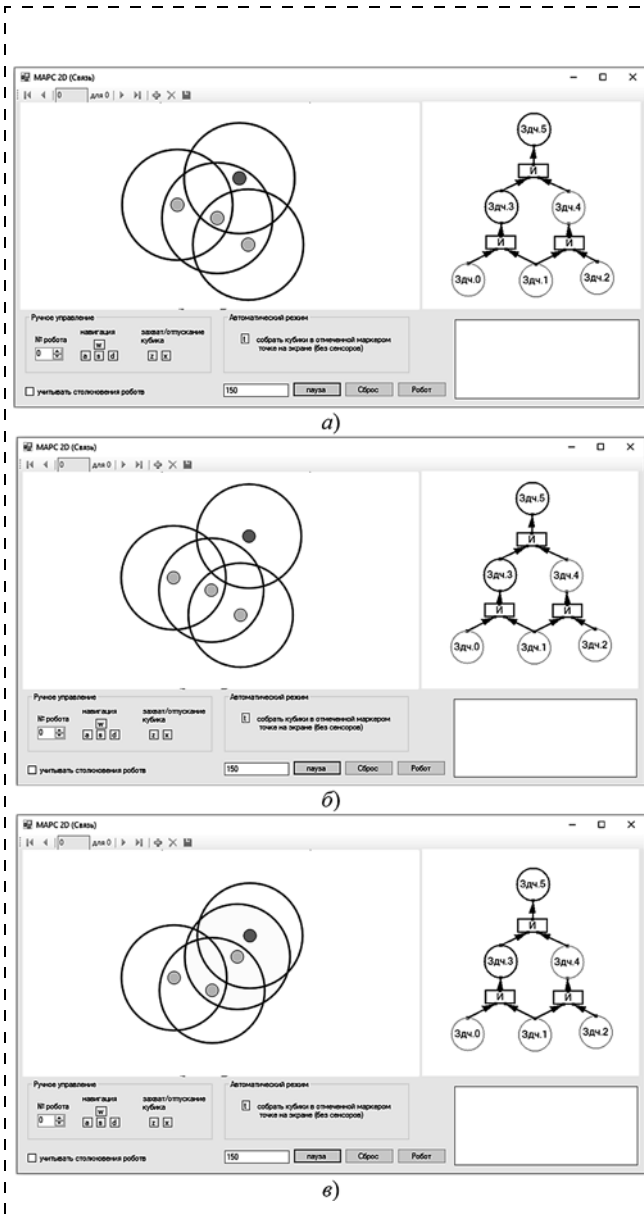 МАРС 2D (Связь)
0 для 0
Здч.5
И
Здч.3 Здч.4
И И
Здч.0 Здч.1 Здч.2
Ручное управление
№ робота
0
навигация
w
a s d
захват/отпускание
кубика
z x
Автоматический режим
t собрать кубики в отмеченной маркером
точке на экране (без сенсоров)
учитывать столкновения роботв
150 пауза Сброс Робот
а)
МАРС 2D (Связь)
0 для 0
Здч.5
И
Здч.3 Здч.4
И И
Здч.0 Здч.1 Здч.2
Ручное управление
№ робота
0
навигация
w
a s d
захват/отпускание
кубика
z x
Автоматический режим
t собрать кубики в отмеченной маркером
точке на экране (без сенсоров)
учитывать столкновения роботв
150 пауза Сброс Робот
б)
МАРС 2D (Связь)
0 для 0
Здч.5
И
Здч.3 Здч.4
И И
Здч.0 Здч.1 Здч.2
Ручное управление
№ робота
0
навигация
w
a s d
захват/отпускание
кубика
z x
Автоматический режим
t собрать кубики в отмеченной маркером
точке на экране (без сенсоров)
учитывать столкновения роботв
150 пауза Сброс Робот
в)